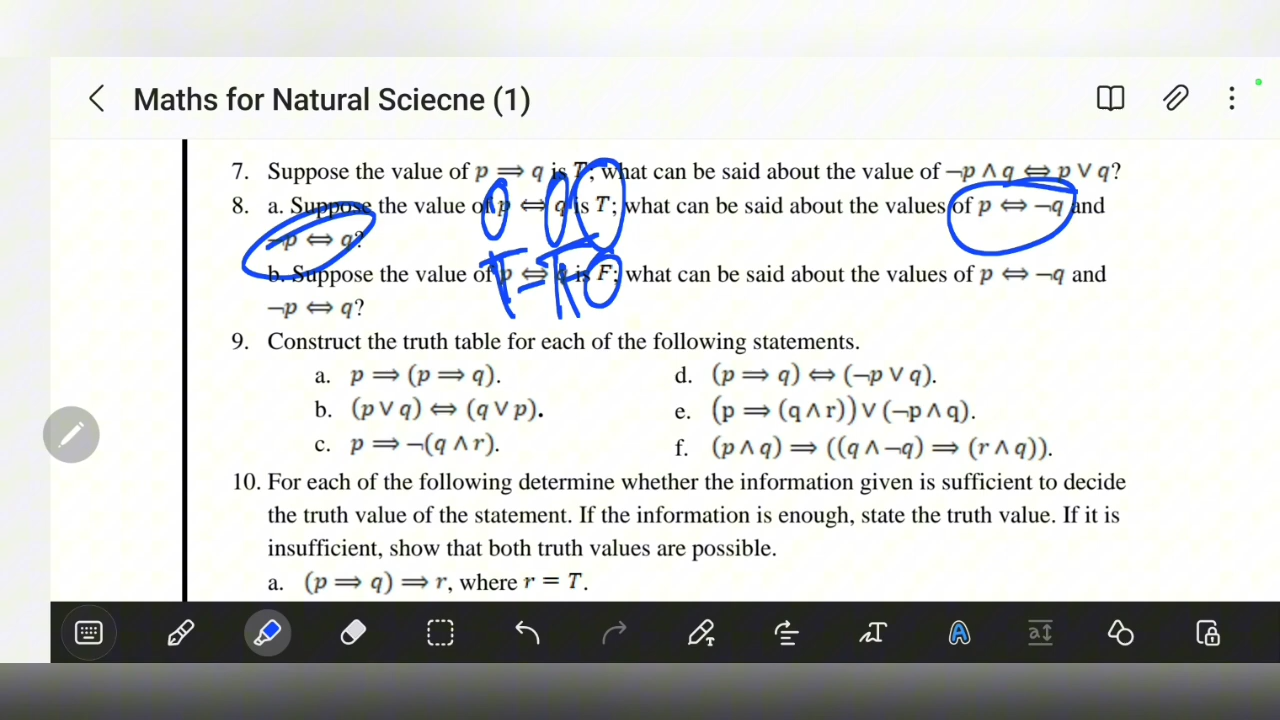 Maths for Natural Sciecne (1)
7. Suppose the value of p ⟹ q is T; what can be said about the value of ¬p ∧ q ⇔ p ∨ q?
8. a. Suppose the value of p ⇔ q is T; what can be said about the values of p ⇔ ¬q and
¬p ⇔ q?
b. Suppose the value of p ⇔ q is F; what can be said about the values of p ⇔ ¬q and
¬p ⇔ q?
T = T
9. Construct the truth table for each of the following statements.
a. p ⟹ (p ⟹ q). d. (p ⟹ q) ⇔ (¬p ∨ q).
b. (p ∨ q) ⇔ (q ∨ p). e. (p ⟹ (q ∧ r)) ∨ (¬p ∧ q).
c. p ⟹ ¬(q ∧ r). f. (p ∧ q) ⟹ ((q ∧ ¬q) ⟹ (r ∧ q)).
10. For each of the following determine whether the information given is sufficient to decide
the truth value of the statement. If the information is enough, state the truth value. If it is
insufficient, show that both truth values are possible.
a. (p ⟹ q) ⟹ r, where r = T.